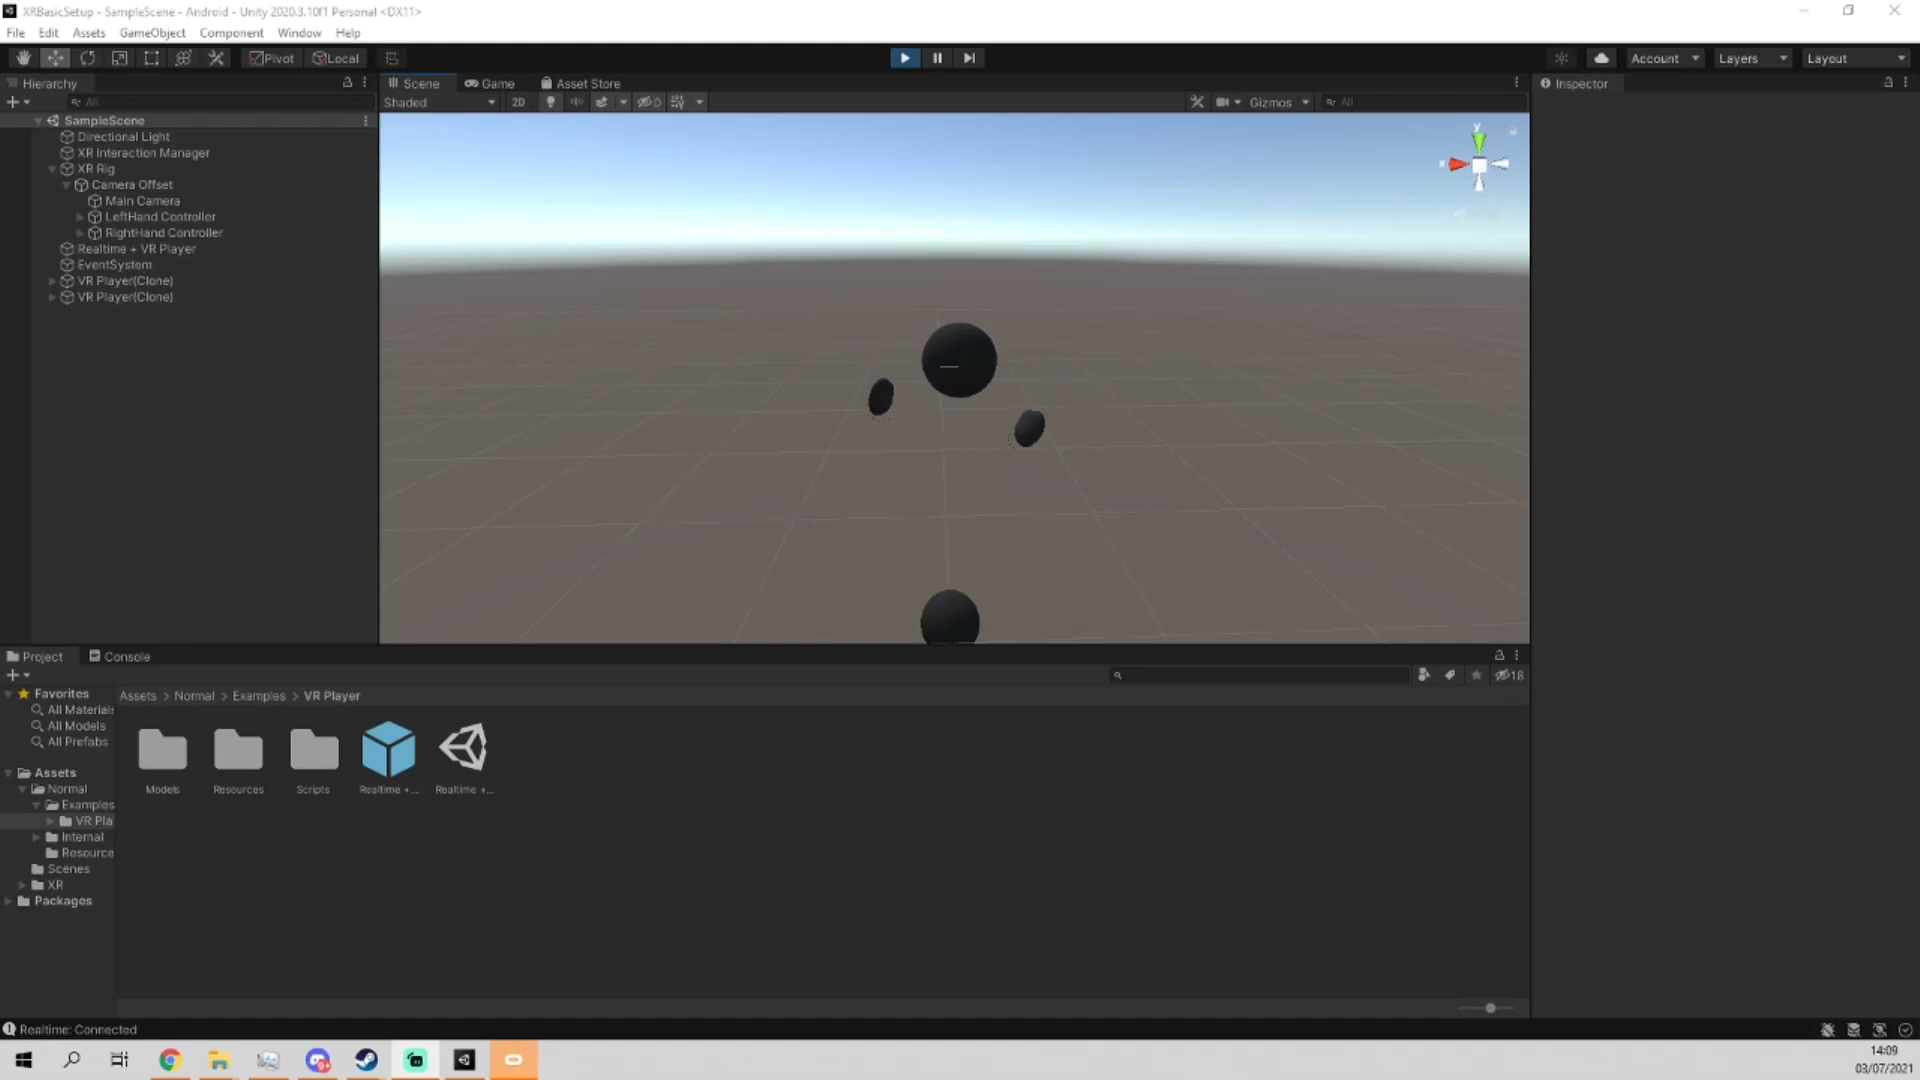 XRBasicSetup - SampleScene - Android - Unity 2020.3.10f1 Personal <DX11>
File Edit Assets GameObject Component Window Help
Pivot Local Account Layers Layout
Hierarchy
Scene Game Asset Store
Inspector
All
Shaded 2D 0 Gizmos All
SampleScene
Directional Light
XR Interaction Manager
XR Rig
Camera Offset
Main Camera
LeftHand Controller
RightHand Controller
Realtime + VR Player
EventSystem
VR Player(Clone)
VR Player(Clone)
y
x
Project Console
18
Favorites
All Materials
All Models
All Prefabs
Assets
Normal
Examples
VR Pla
Internal
Resource
Scenes
XR
Packages
Assets > Normal > Examples > VR Player
Models Resources Scripts Realtime +... Realtime +...
Realtime: Connected
14:09
03/07/2021